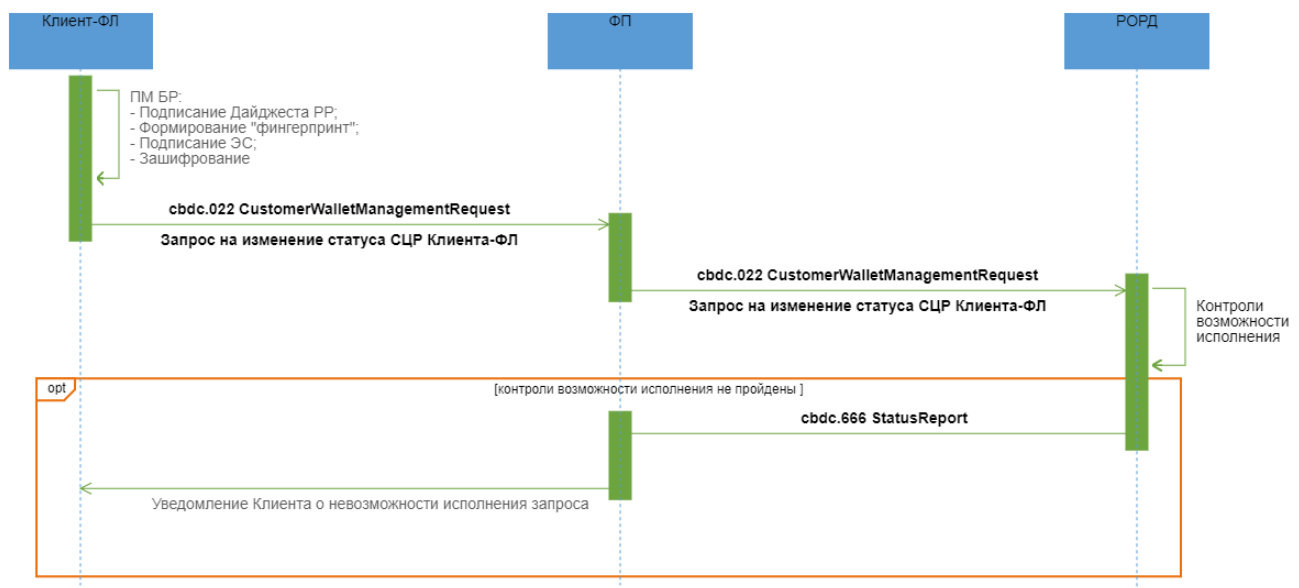 Клиент-ФЛ
ФП
РОРД
ПМ БР:
- Подписание Дайджеста РР;
- Формирование "фингерпринт";
- Подписание ЭС;
- Зашифрование
cbdc.022 CustomerWalletManagementRequest
Запрос на изменение статуса СЦР Клиента-ФЛ
cbdc.022 CustomerWalletManagementRequest
Запрос на изменение статуса СЦР Клиента-ФЛ
Контроли
возможности
исполнения
opt
[контроли возможности исполнения не пройдены ]
cbdc.666 StatusReport
Уведомление Клиента о невозможности исполнения запроса